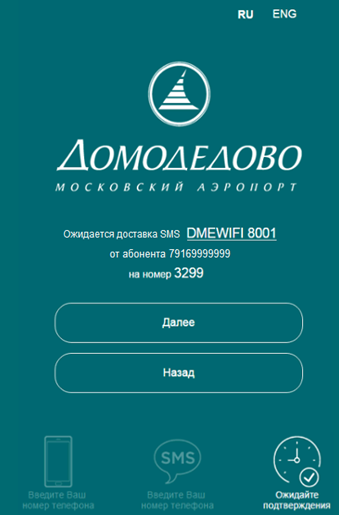 RU ENG
ДОМОДЕДОВО
МОСКОВСКИЙ АЭРОПОРТ
Ожидается доставка SMS DMEWIFI 8001
от абонента 79169999999
на номер 3299
Далее
Назад
SMS
Введите Ваш
номер телефона
Введите Ваш
номер телефона
Ожидайте
подтверждения